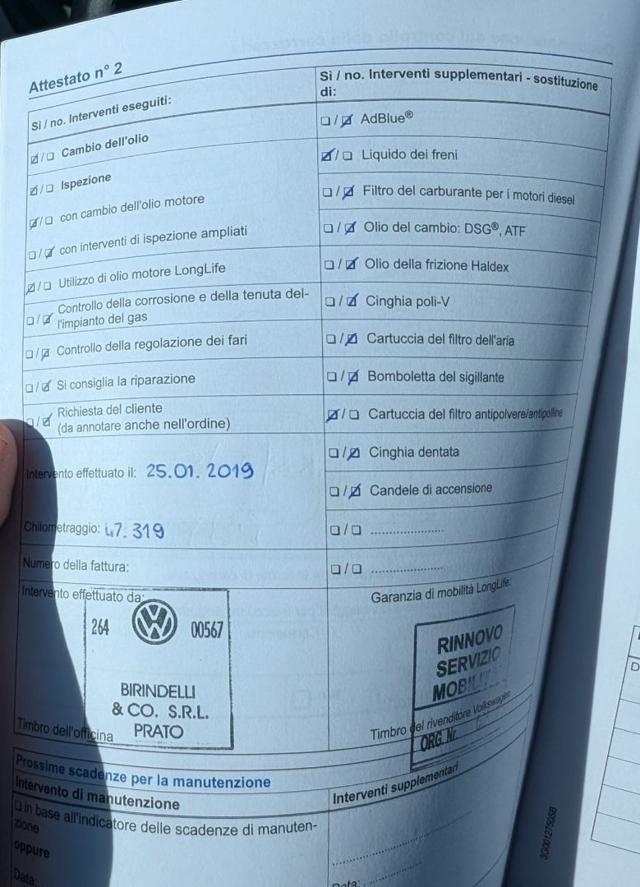 Attestato n° 2
Sì / no. Interventi eseguiti:
☑/☐ Cambio dell'olio
☑/☐ Ispezione
☑/☐ con cambio dell'olio motore
☐/☑ con interventi di ispezione ampliati
☑/☐ Utilizzo di olio motore LongLife
☐/☑ Controllo della corrosione e della tenuta del-
l'impianto del gas
☐/☑ Controllo della regolazione dei fari
☐/☑ Si consiglia la riparazione
☐/☑ Richiesta del cliente
(da annotare anche nell'ordine)
Intervento effettuato il: 25.01.2019
Chilometraggio: 47.319
Numero della fattura:
Intervento effettuato da:
264 00567
BIRINDELLI
& CO. S.R.L.
PRATO
Timbro dell'officina
Sì / no. Interventi supplementari - sostituzione
di:
☐/☑ AdBlue®
☑/☐ Liquido dei freni
☐/☑ Filtro del carburante per i motori diesel
☐/☑ Olio del cambio: DSG®, ATF
☐/☑ Olio della frizione Haldex
☐/☑ Cinghia poli-V
☐/☑ Cartuccia del filtro dell'aria
☐/☑ Bomboletta del sigillante
☑/☐ Cartuccia del filtro antipolvere/antipolline
☐/☑ Cinghia dentata
☐/☑ Candele di accensione
☐/☐ ......................
☐/☐ ......................
Garanzia di mobilità LongLife:
RINNOVO
SERVIZIO
Timbro del rivenditore Volkswagen
ORG. Nr.
Prossime scadenze per la manutenzione
Intervento di manutenzione
☐ in base all'indicatore delle scadenze di manuten-
zione
oppure
Data:
Interventi supplementari
Data:
3G0012750SB